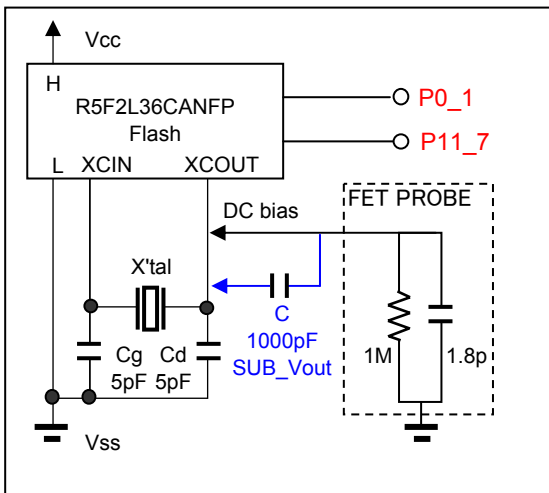 Vcc
H
R5F2L36CANFP
Flash
P0_1
P11_7
L XCIN XCOUT
DC bias
FET PROBE
X'tal
C
1000pF
SUB_Vout
Cg Cd
5pF 5pF
1M
1.8p
Vss